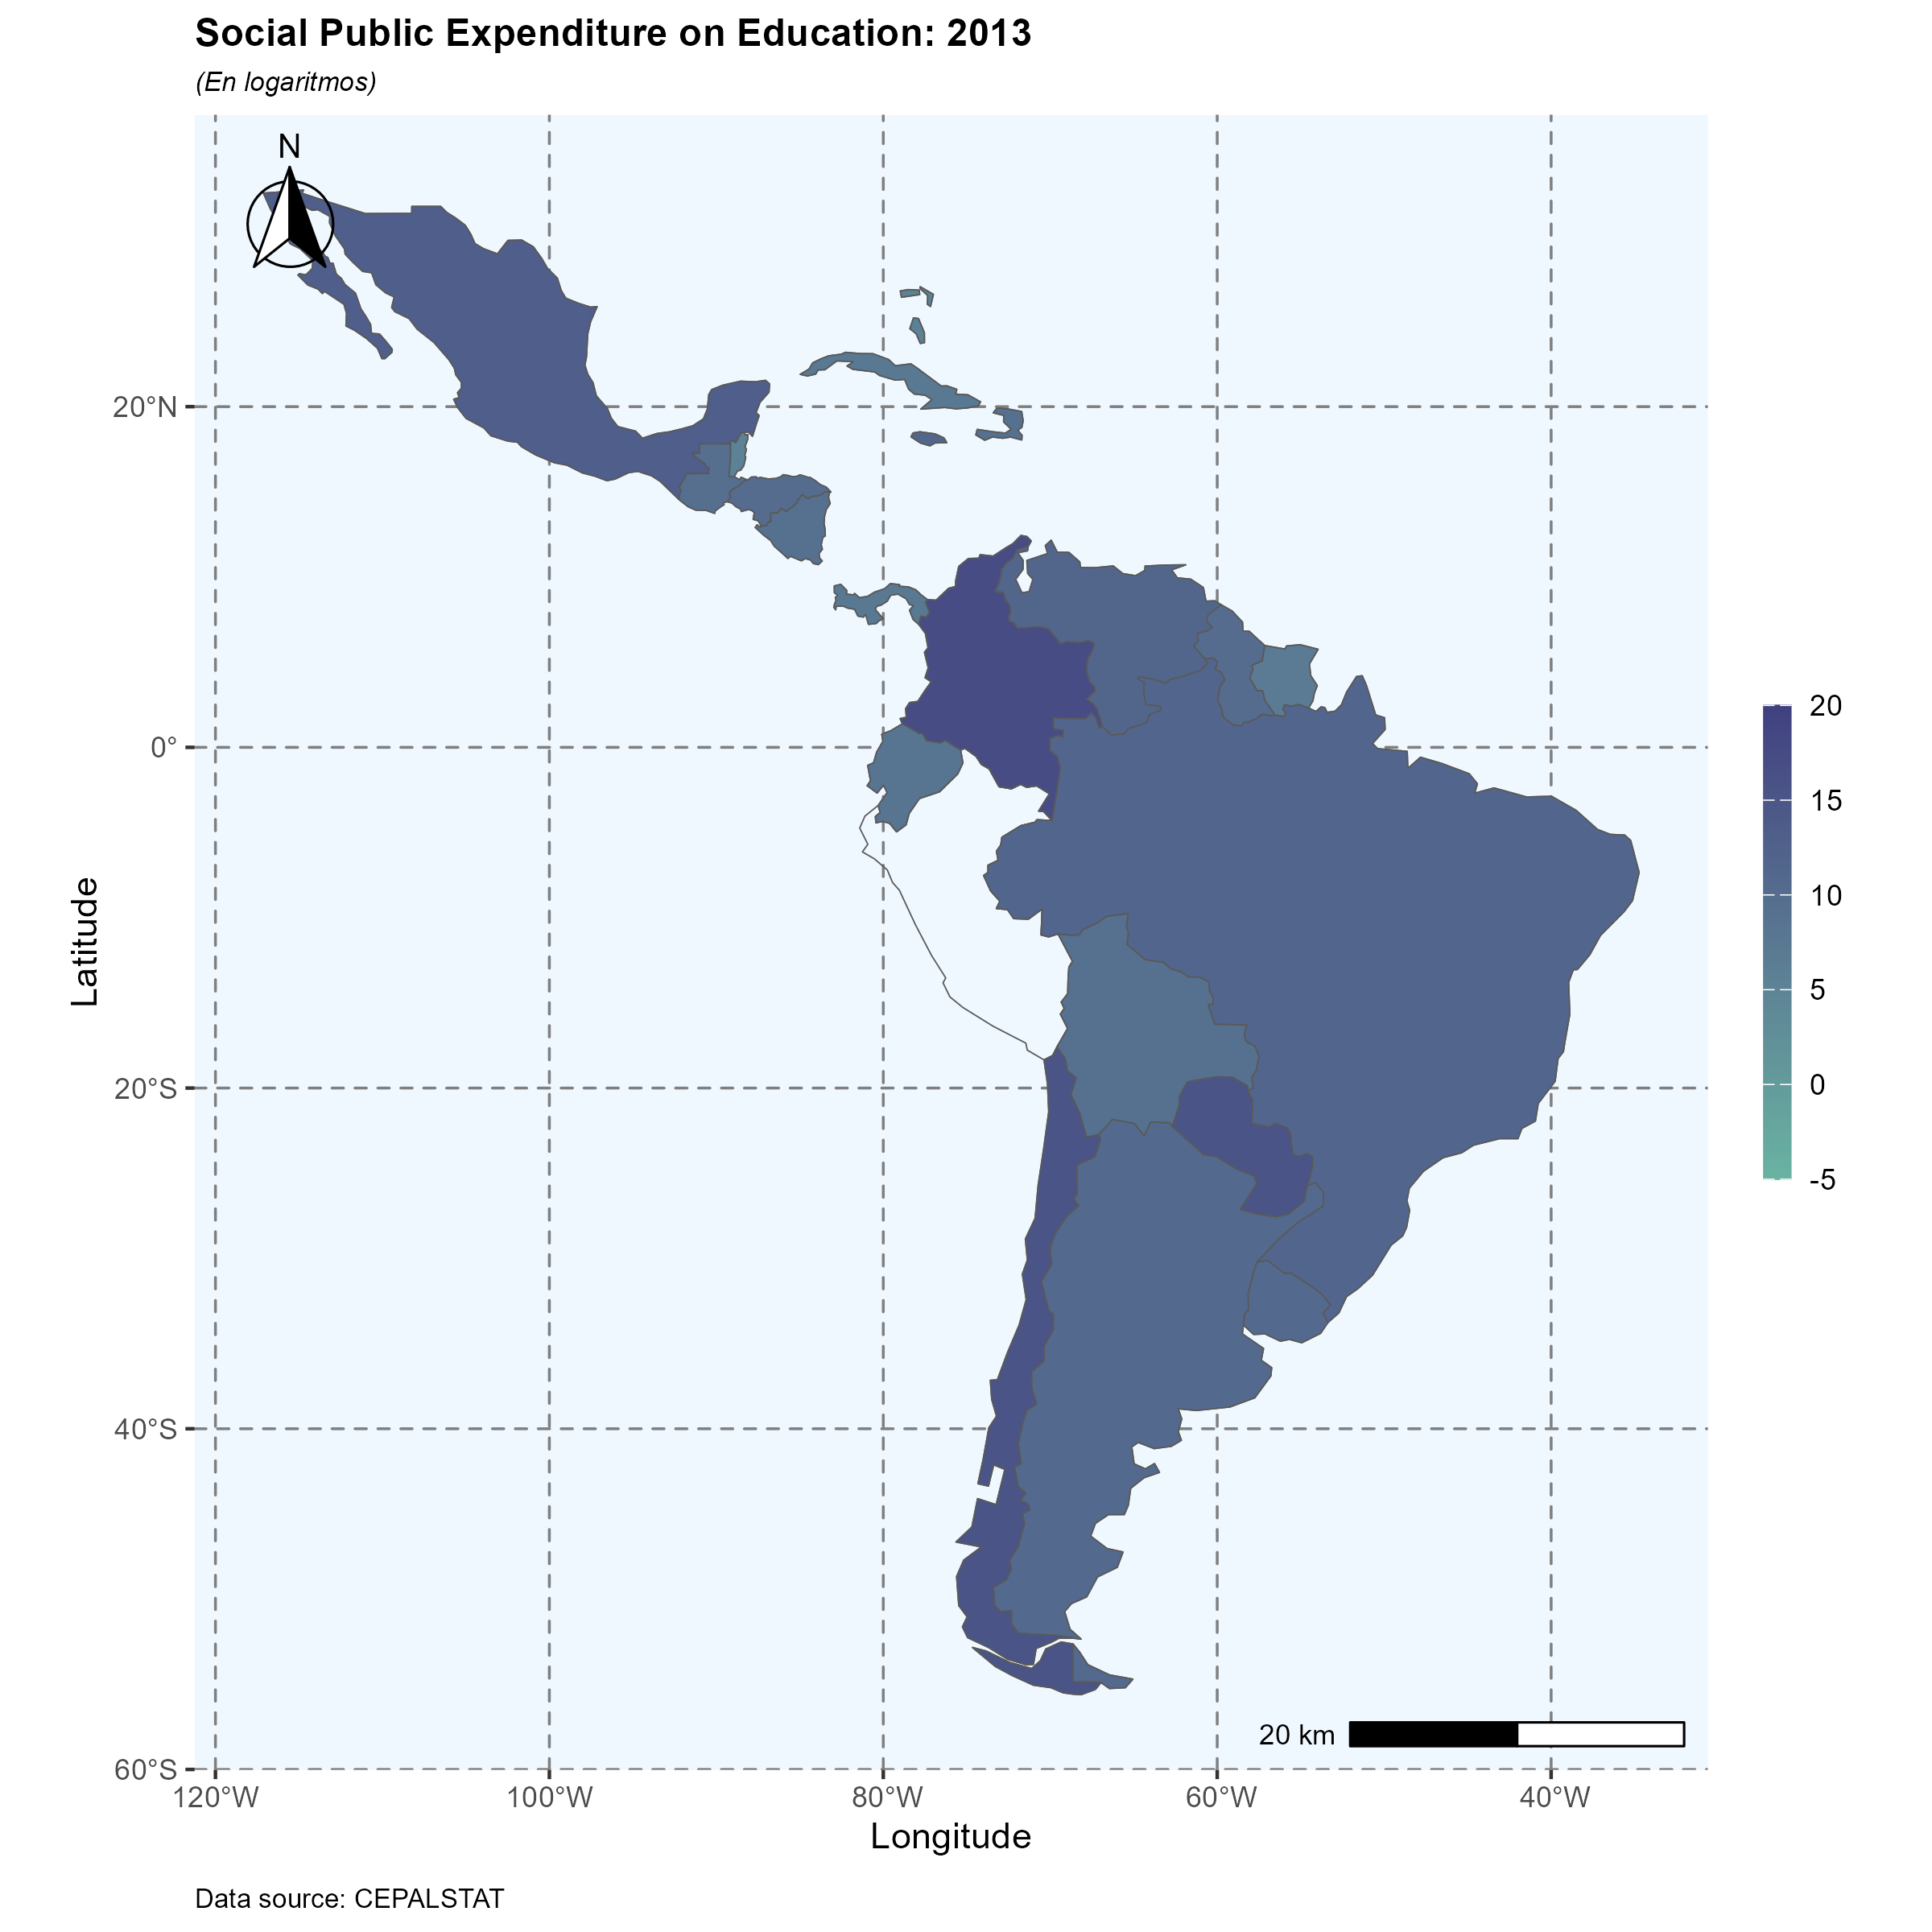 Social Public Expenditure on Education: 2013
(En logaritmos)
N
20°N
0°
20°S
40°S
60°S
Latitude
20
15
10
5
0
-5
20 km
120°W
100°W
80°W
60°W
40°W
Longitude
Data source: CEPALSTAT